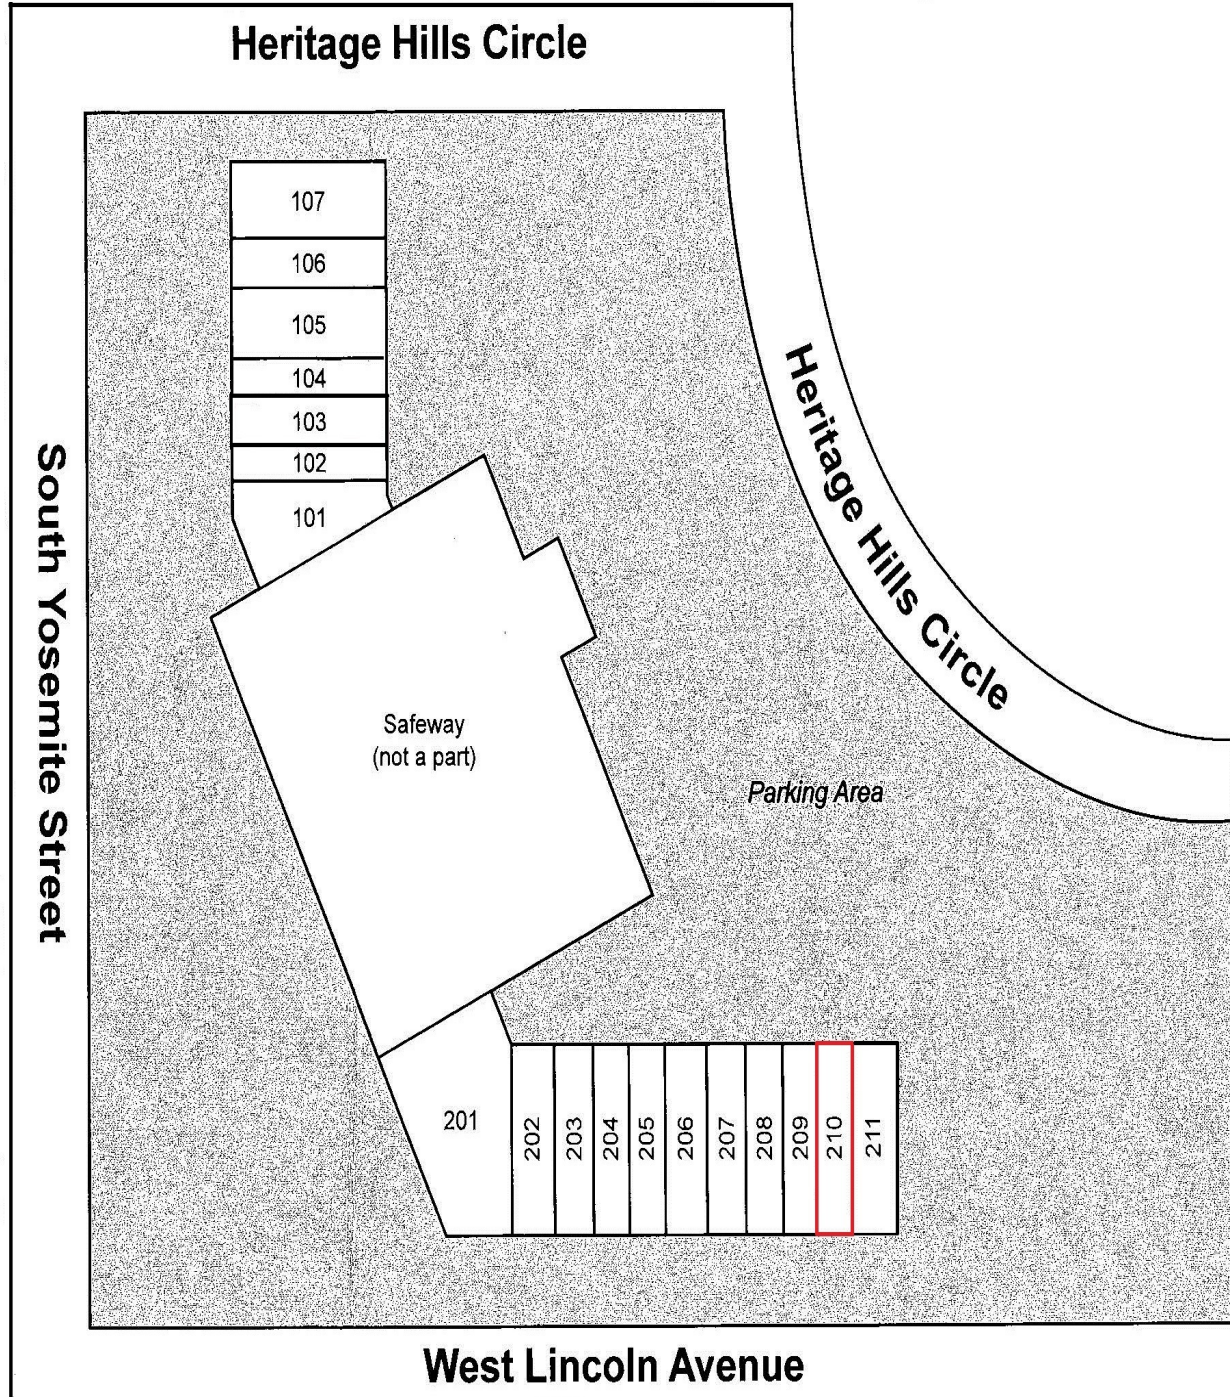 Heritage Hills Circle
107
106
105
104
103
102
101
Heritage Hills Circle
South Yosemite Street
Safeway
(not a part)
Parking Area
201
202
203
204
205
206
207
208
209
210
211
West Lincoln Avenue